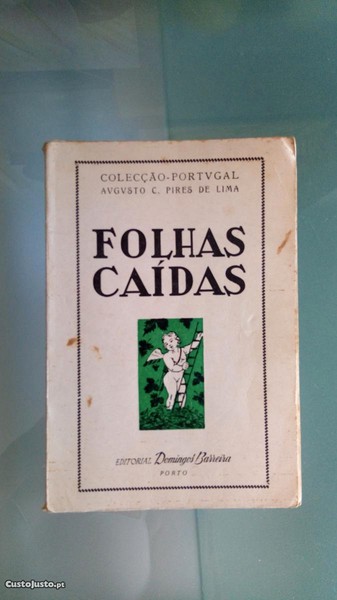 COLECÇÃO-PORTVGAL
AVGVSTO C. PIRES DE LIMA
FOLHAS
CAÍDAS
EDITORIAL Domingos Barreira
PORTO
CustoJusto.pt